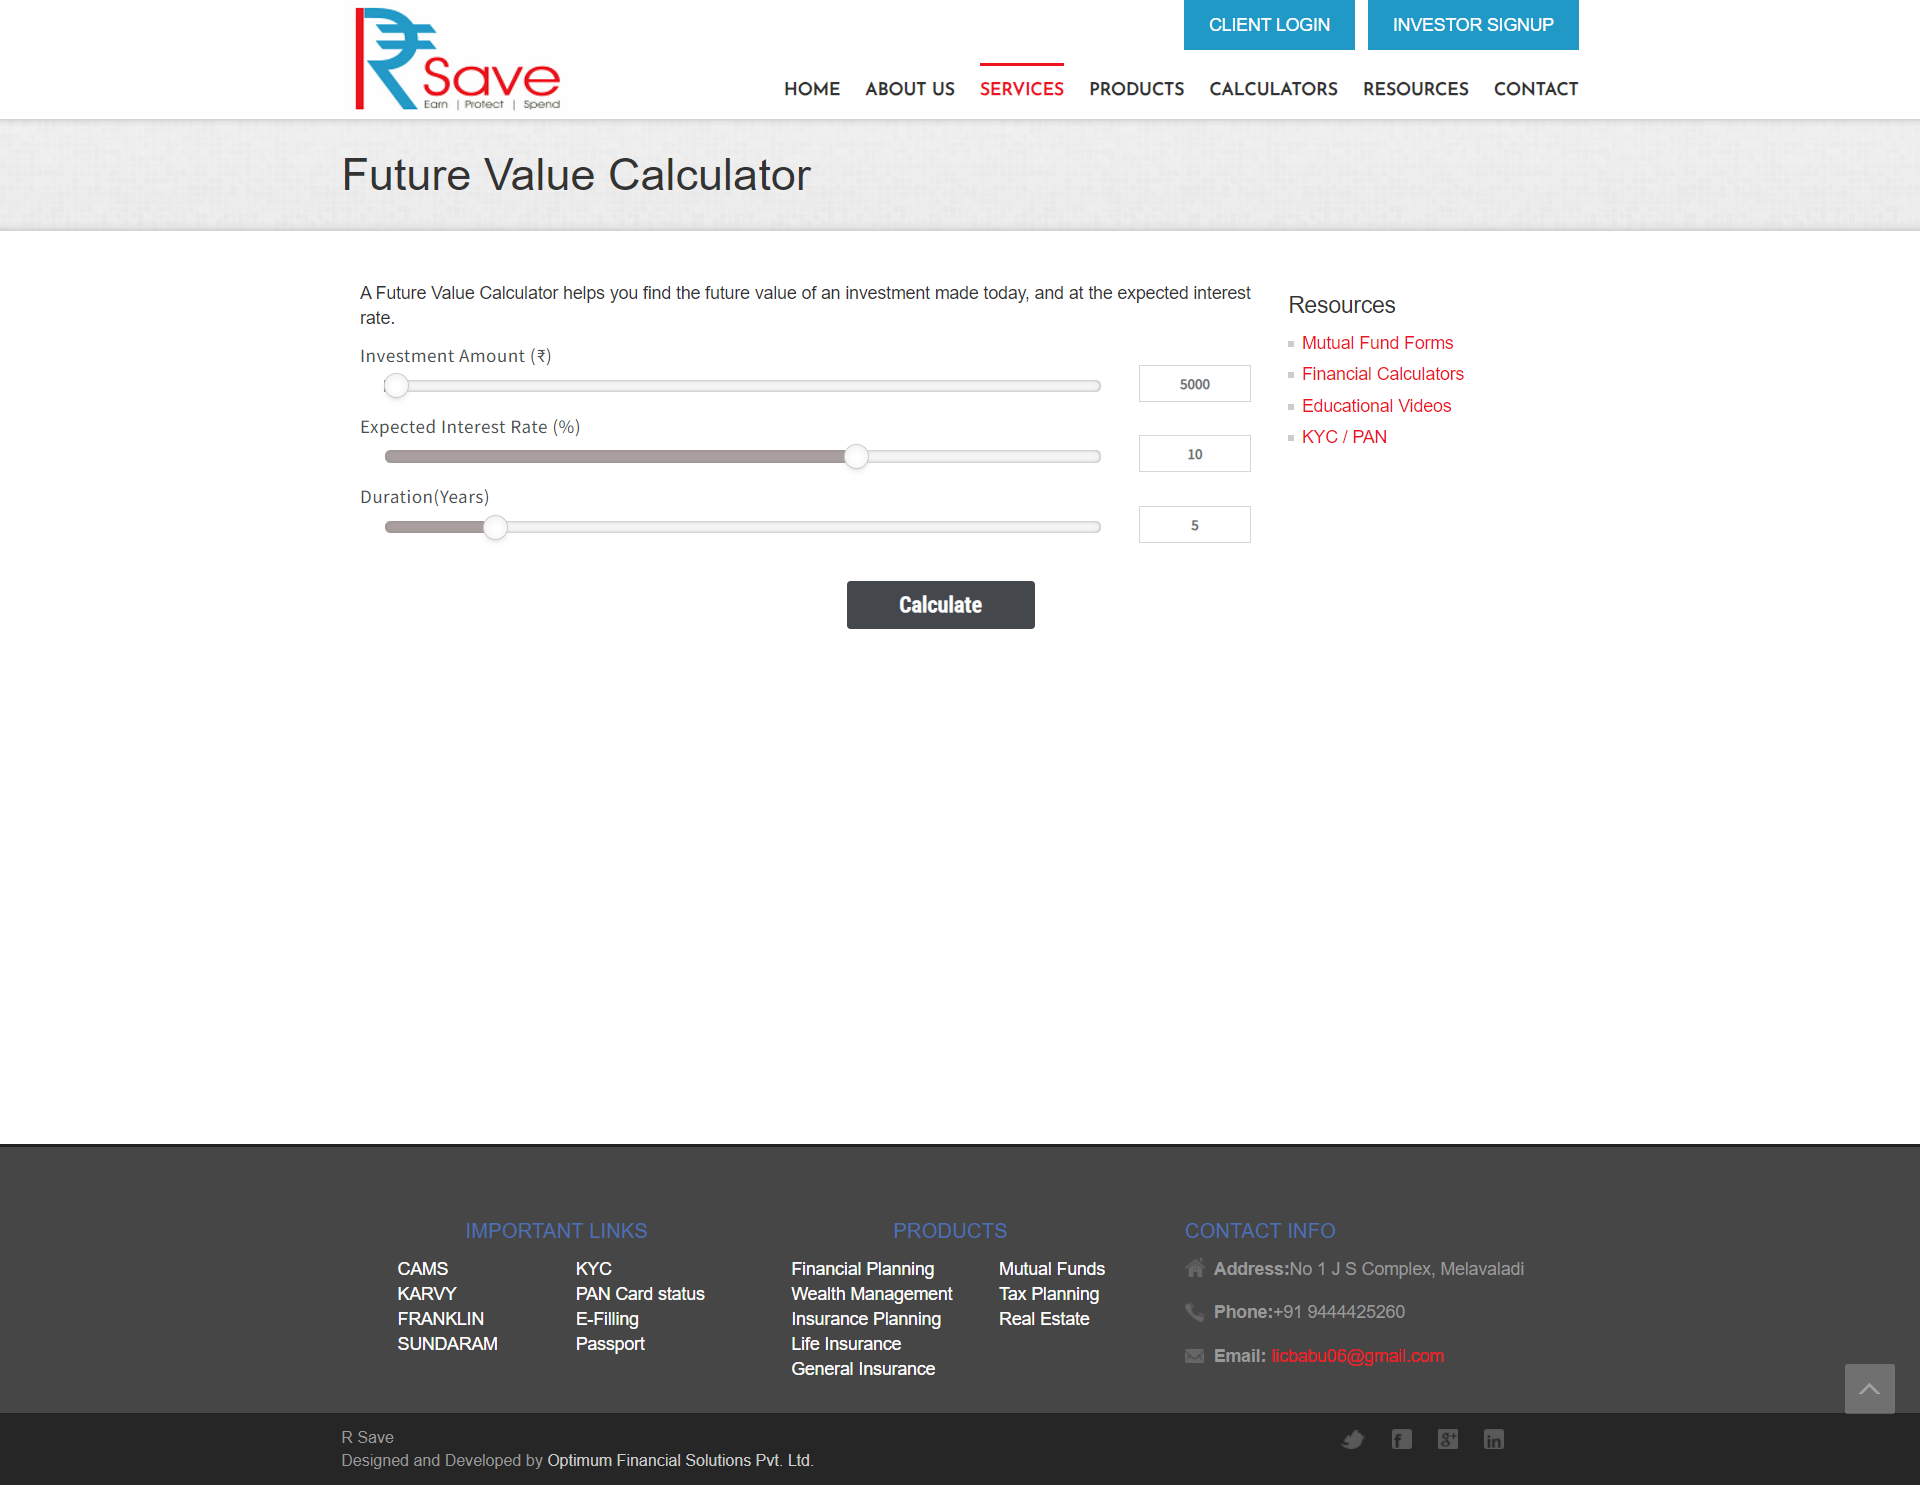 R Save
Earn | Protect | Spend
CLIENT LOGIN
INVESTOR SIGNUP
HOME ABOUT US SERVICES PRODUCTS CALCULATORS RESOURCES CONTACT
Future Value Calculator
A Future Value Calculator helps you find the future value of an investment made today, and at the expected interest
rate.
Investment Amount (₹)
5000
Expected Interest Rate (%)
10
Duration(Years)
5
Calculate
Resources
Mutual Fund Forms
Financial Calculators
Educational Videos
KYC / PAN
IMPORTANT LINKS
CAMS
KARVY
FRANKLIN
SUNDARAM
KYC
PAN Card status
E-Filling
Passport
PRODUCTS
Financial Planning
Wealth Management
Insurance Planning
Life Insurance
General Insurance
Mutual Funds
Tax Planning
Real Estate
CONTACT INFO
Address:No 1 J S Complex, Melavaladi
Phone:+91 9444425260
Email: licbabu06@gmail.com
R Save
Designed and Developed by Optimum Financial Solutions Pvt. Ltd.